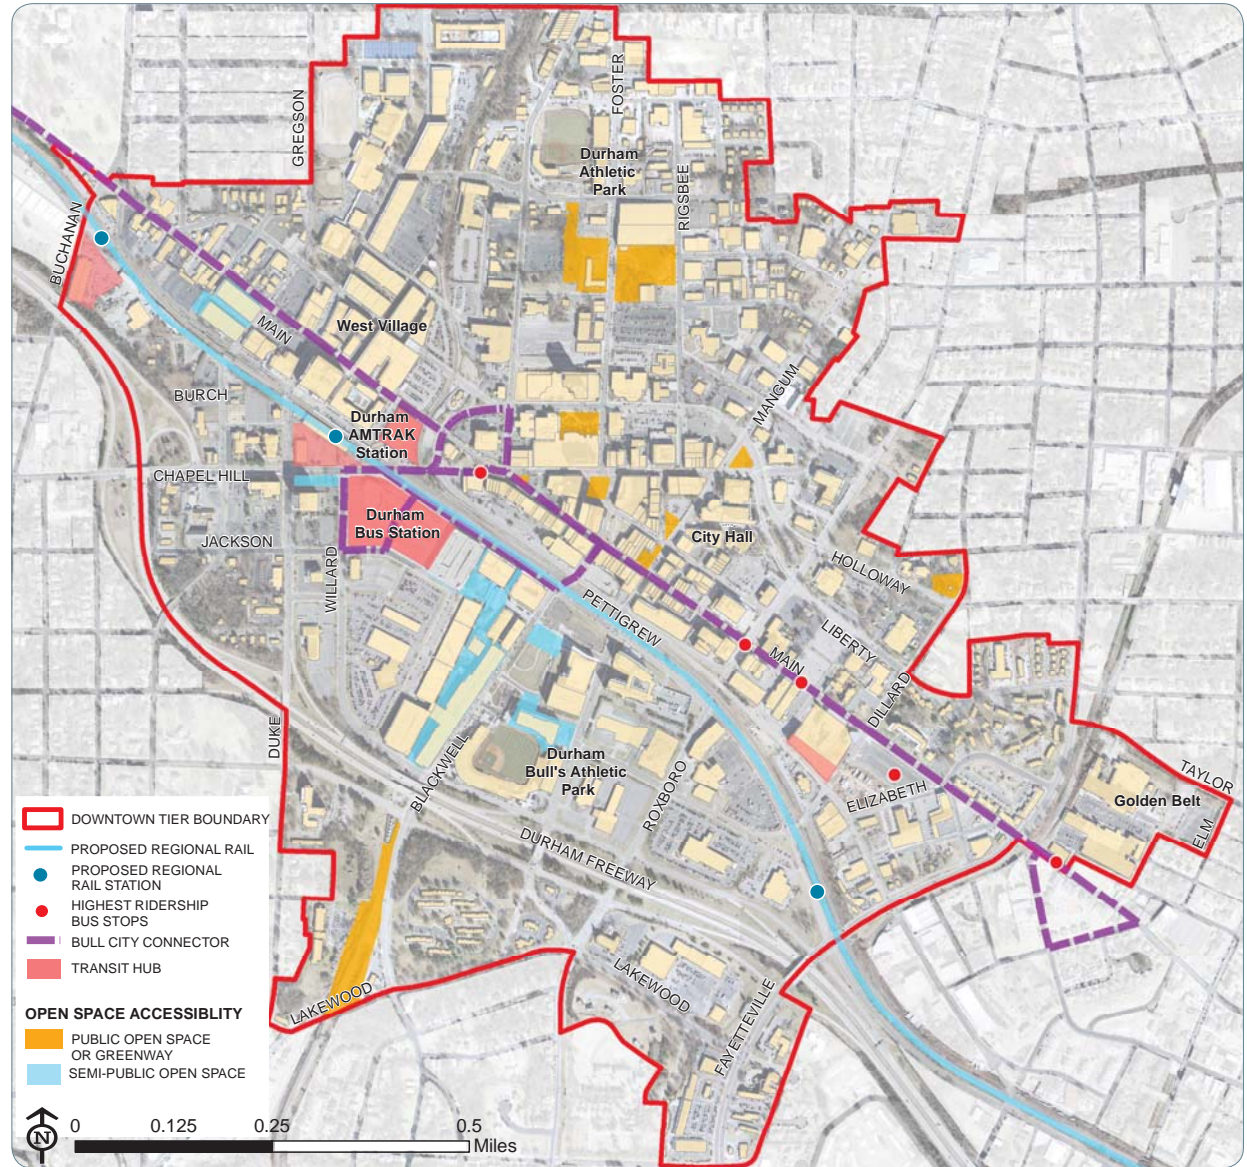 FOSTER
GREGSON
Durham
Athletic
Park
RIGSBEE
BUCHANAN
MAIN
West Village
BURCH
MANGUM
Durham
AMTRAK
Station
CHAPEL HILL
Durham
Bus Station
City Hall
JACKSON
WILLARD
HOLLOWAY
PETTIGREW
LIBERTY
MAIN
DILLARD
DUKE
BLACKWELL
Durham
Bull's Athletic
Park
ROXBORO
ELIZABETH
TAYLOR
Golden Belt
ELM
DURHAM FREEWAY
LAKEWOOD
LAKEWOOD
FAYETTEVILLE
DOWNTOWN TIER BOUNDARY
PROPOSED REGIONAL RAIL
PROPOSED REGIONAL
RAIL STATION
HIGHEST RIDERSHIP
BUS STOPS
BULL CITY CONNECTOR
TRANSIT HUB
OPEN SPACE ACCESSIBLITY
PUBLIC OPEN SPACE
OR GREENWAY
SEMI-PUBLIC OPEN SPACE
N
0 0.125 0.25 0.5
Miles